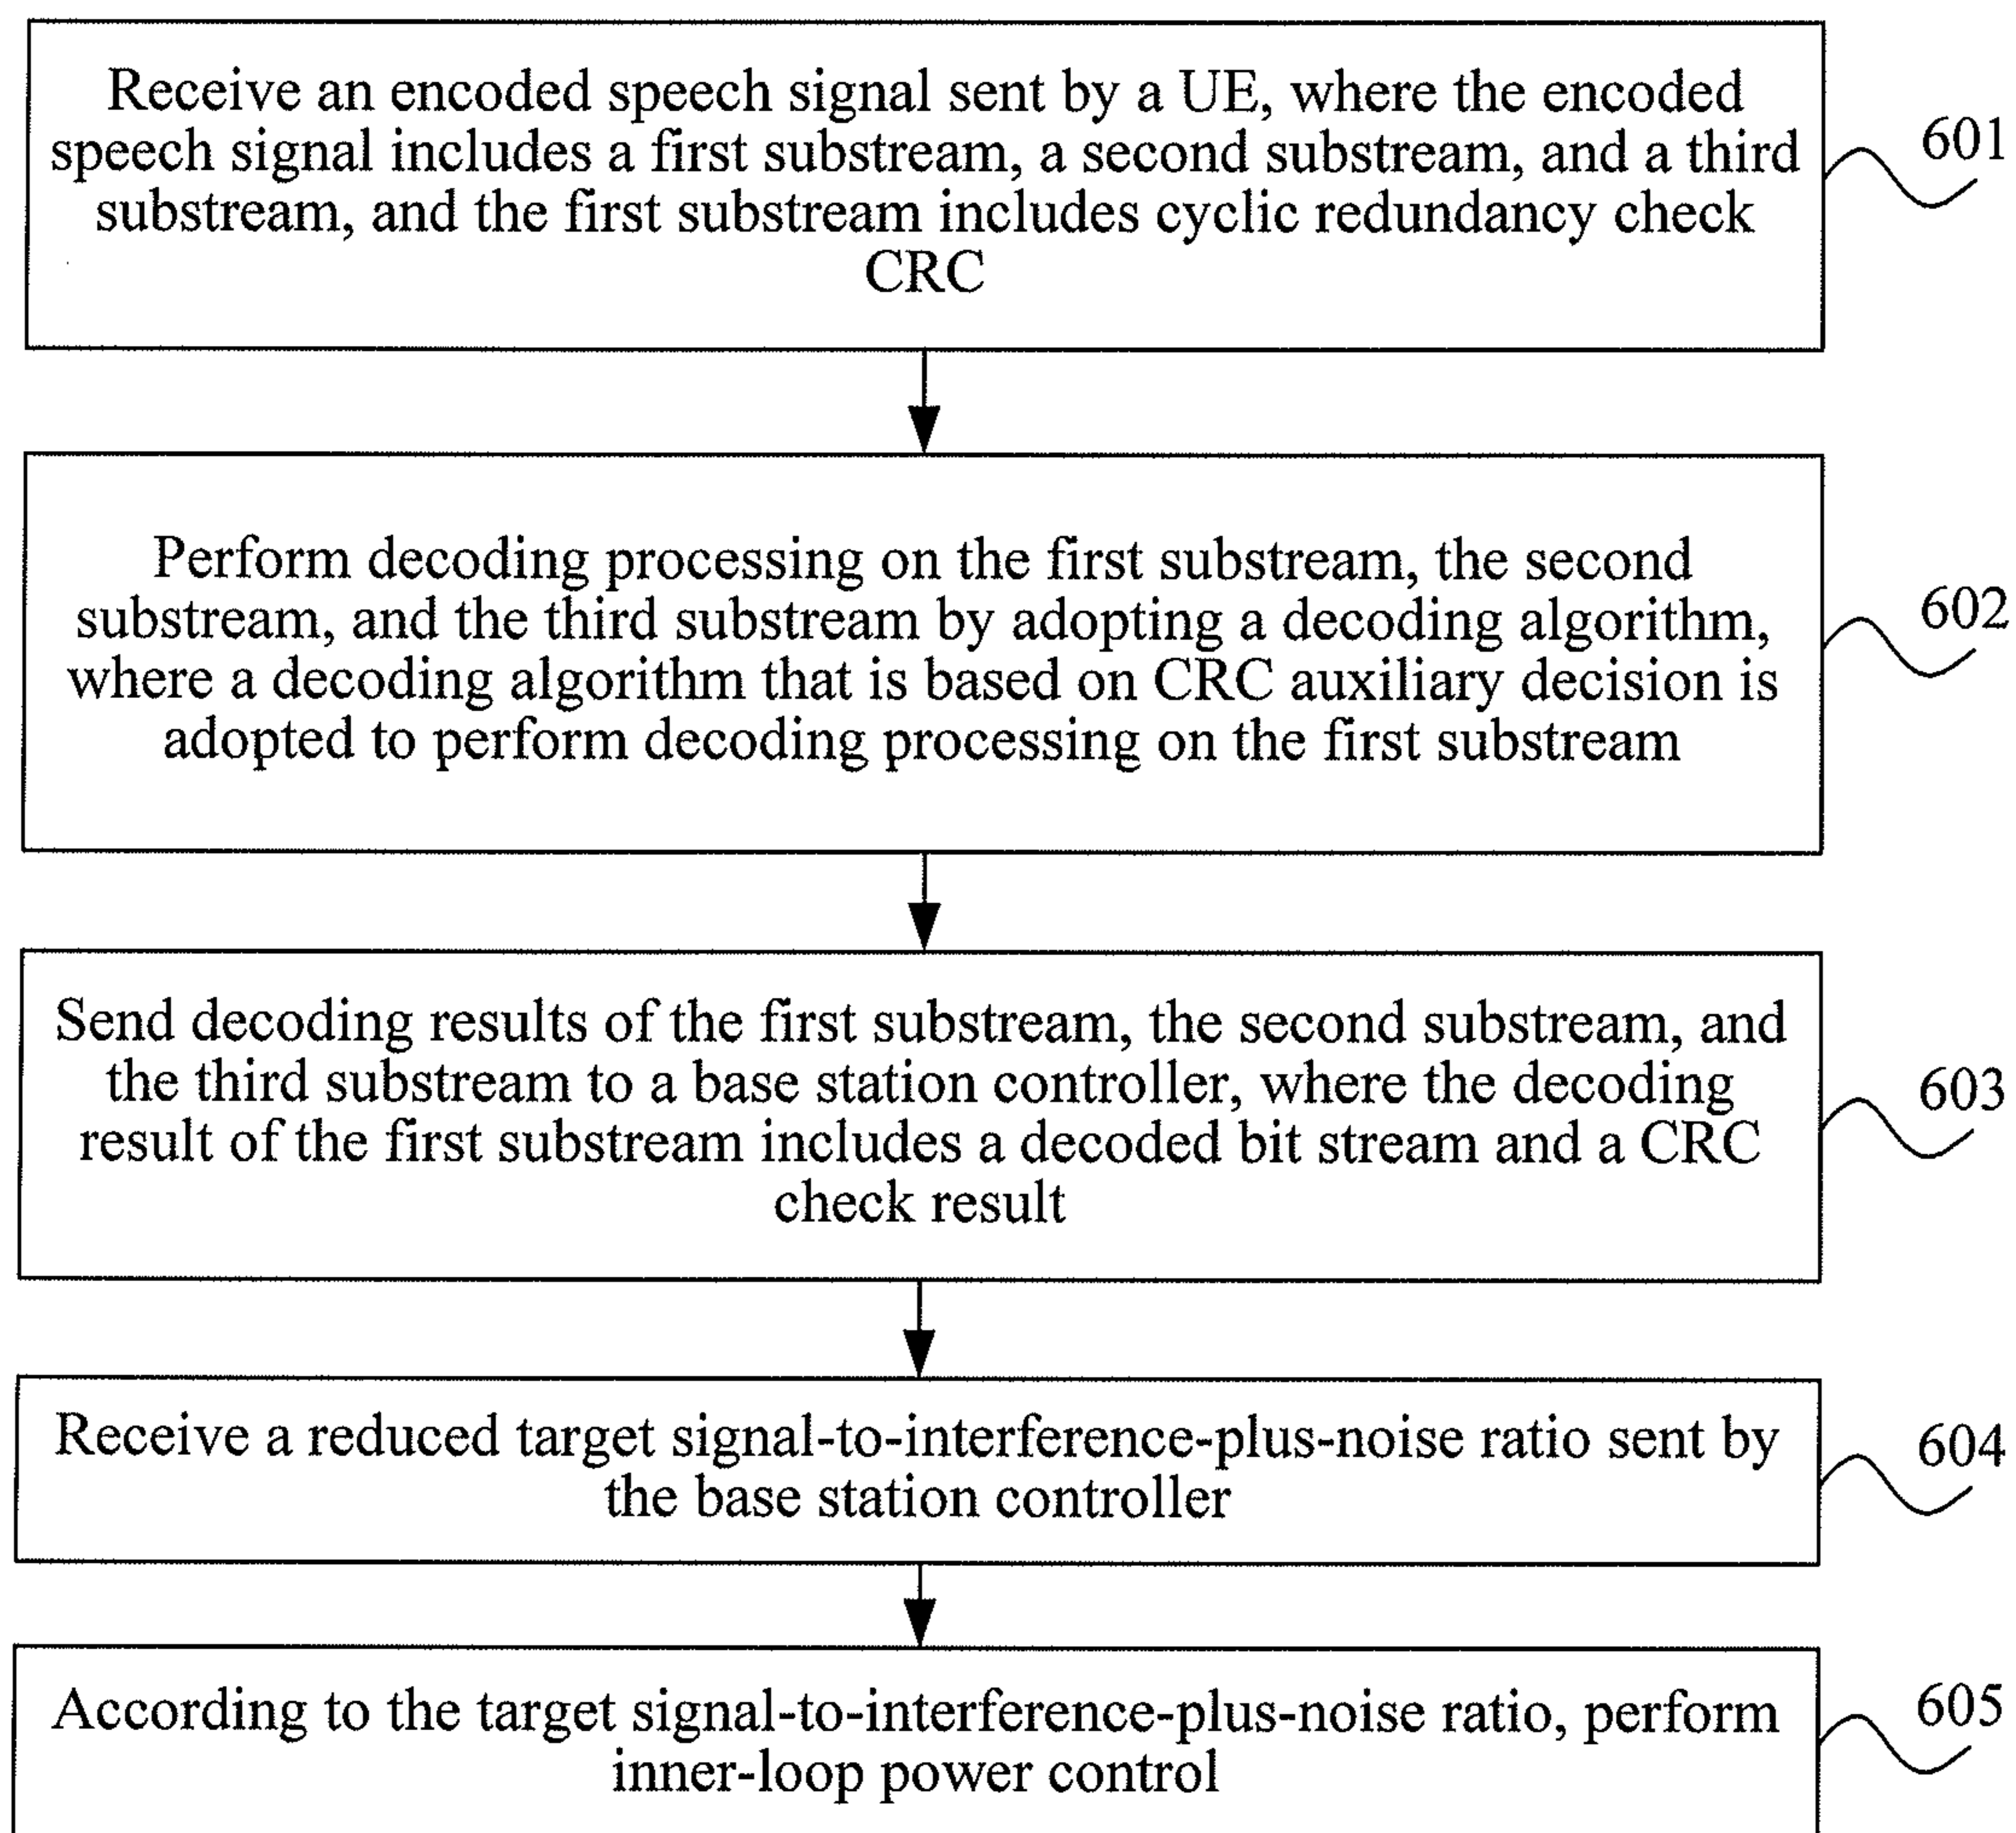 Receive an encoded speech signal sent by a UE, where the encoded
speech signal includes a first substream, a second substream, and a third
substream, and the first substream includes cyclic redundancy check
CRC
601
Perform decoding processing on the first substream, the second
substream, and the third substream by adopting a decoding algorithm,
where a decoding algorithm that is based on CRC auxiliary decision is
adopted to perform decoding processing on the first substream
602
Send decoding results of the first substream, the second substream, and
the third substream to a base station controller, where the decoding
result of the first substream includes a decoded bit stream and a CRC
check result
603
Receive a reduced target signal-to-interference-plus-noise ratio sent by
the base station controller
604
According to the target signal-to-interference-plus-noise ratio, perform
inner-loop power control
605